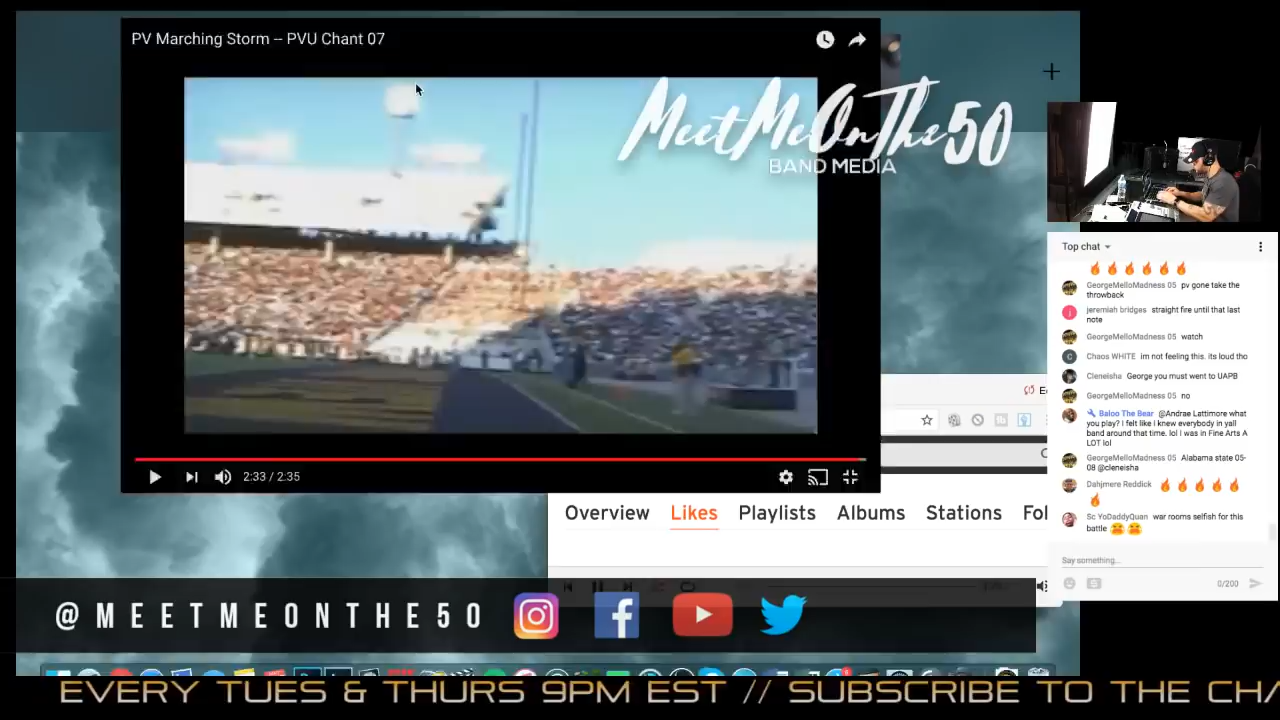 PV Marching Storm -- PVU Chant 07
MeetMeOnThe50
BAND MEDIA
2:33 / 2:35
Overview Likes Playlists Albums Stations Fol
Top chat
GeorgeMelloMadness 05 pv gone take the
throwback
jeremiah bridges straight fire until that last
note
GeorgeMelloMadness 05 watch
Chaos WHITE im not feeling this. its loud tho
Cleneisha George you must went to UAPB
GeorgeMelloMadness 05 no
Baloo The Bear @Andrae Lattimore what
you play? I felt like I knew everybody in yall
band around that time. lol I was in Fine Arts A
LOT lol
GeorgeMelloMadness 05 Alabama state 05-
08 @cleneisha
Dahjmere Reddick
Sc YoDaddyQuan war rooms selfish for this
battle
Say something...
0/200
@MEETMEONTHE50
EVERY TUES & THURS 9PM EST // SUBSCRIBE TO THE CHA